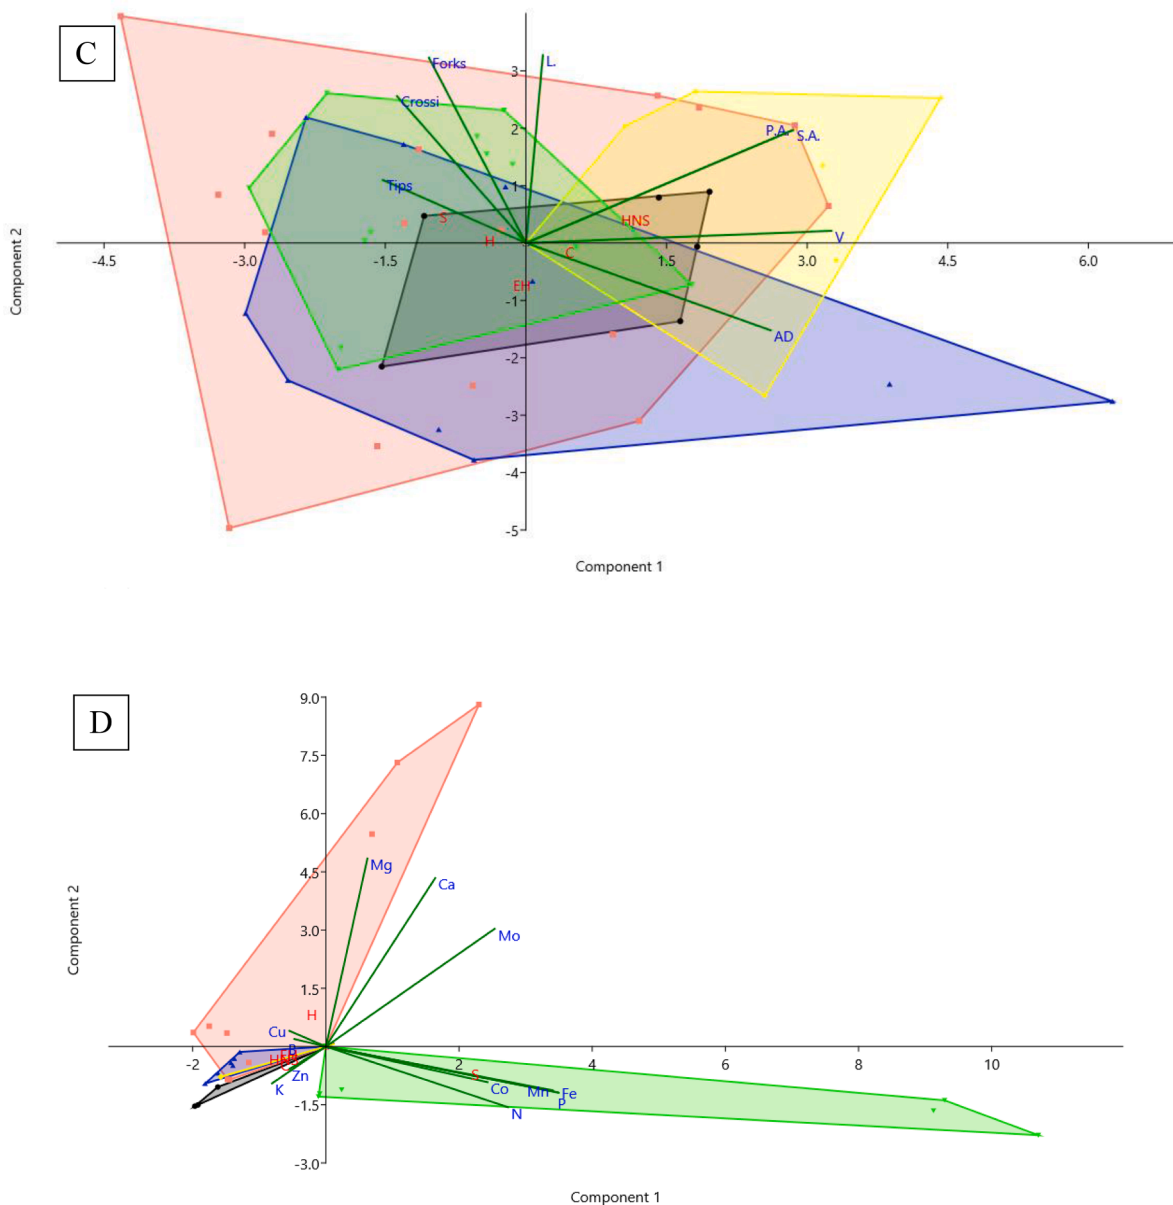 C
Forks
L.
3
Crossi
2
P.A.
S.A.
Tips
1
S
HNS
H
V
C
-4.5 -3.0 -1.5 1.5 3.0 4.5 6.0
EH
-1
AD
-2
-3
-4
-5
Component 2
Component 1
D
9.0
7.5
6.0
Mg
4.5
Ca
Mo
3.0
1.5
H
Cu
B
-2 2 4 6 8 10
S
Zn
K
Co
Mn
Fe
P
N
-1.5
-3.0
Component 2
Component 1